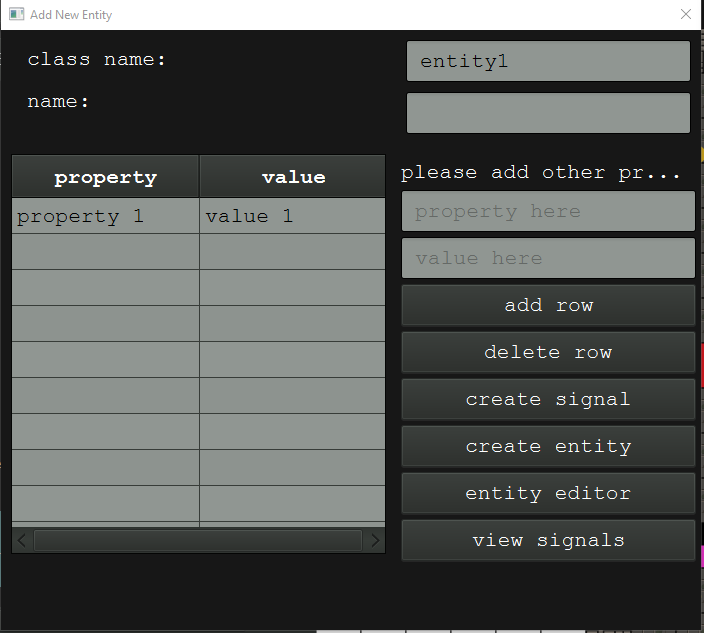 Add New Entity
class name:
entity1
name:
property
value
property 1
value 1
please add other pr...
property here
value here
add row
delete row
create signal
create entity
entity editor
view signals